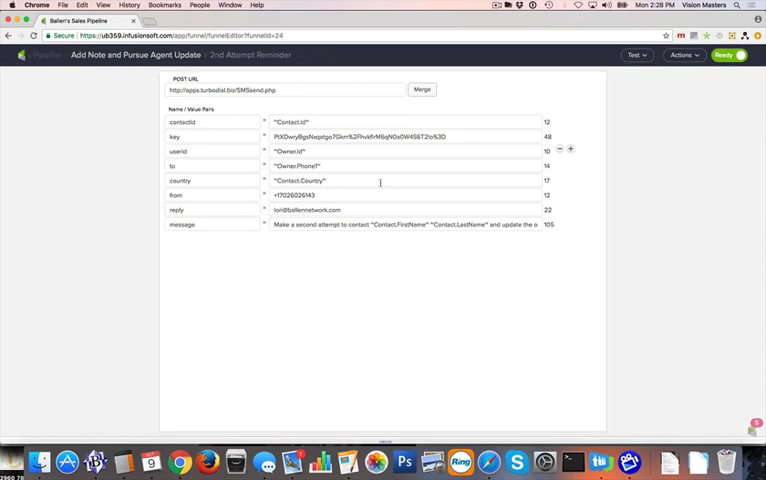 Chrome File Edit View History Bookmarks People Window Help Mon 2:28 PM Vision Masters
Ballen's Sales Pipeline
Secure https://ub359.infusionsoft.com/app/funnel/funnelEditor?funnelId=24
Pipeline Add Note and Pursue Agent Update 2nd Attempt Reminder Test Actions Ready
POST URL
http://apps.turbodial.biz/SMSsend.php Merge
Name / Value Pairs
contactId = ~Contact.Id~ 12
key = 48
userid = ~Owner.Id~ 10
to = ~Owner.Phone1~ 14
country = ~Contact.Country~ 17
from = +17026026143 12
reply = lori@ballennetwork.com 22
message = Make a second attempt to contact ~Contact.FirstName~ ~Contact.LastName~ and update the o 105
5
OCT
9
Ring